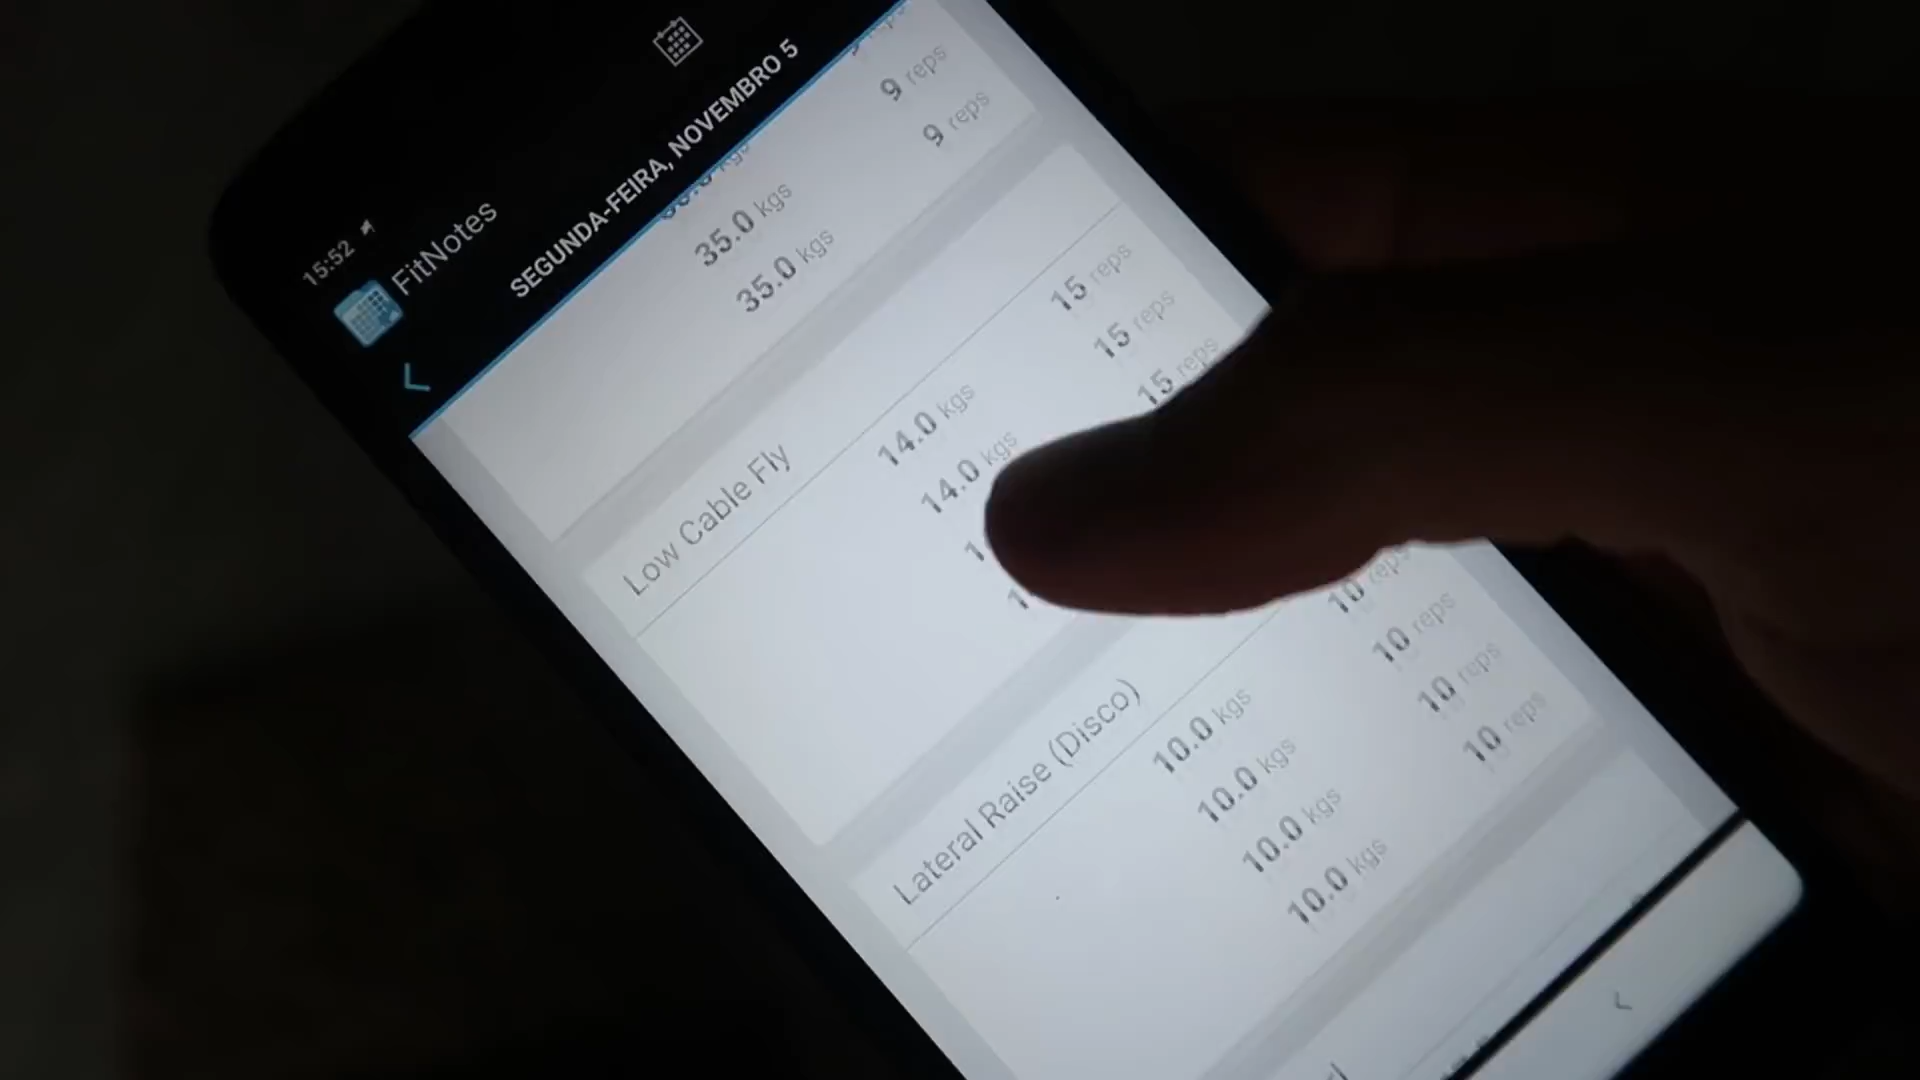 15:52
FitNotes
SEGUNDA-FEIRA, NOVEMBRO 5
9 reps
35.0 kgs 9 reps
35.0 kgs
Low Cable Fly
14.0 kgs 15 reps
14.0 kgs 15 reps
15 reps
Lateral Raise (Disco)
10.0 kgs 10 reps
10.0 kgs 10 reps
10.0 kgs 10 reps
10.0 kgs 10 reps